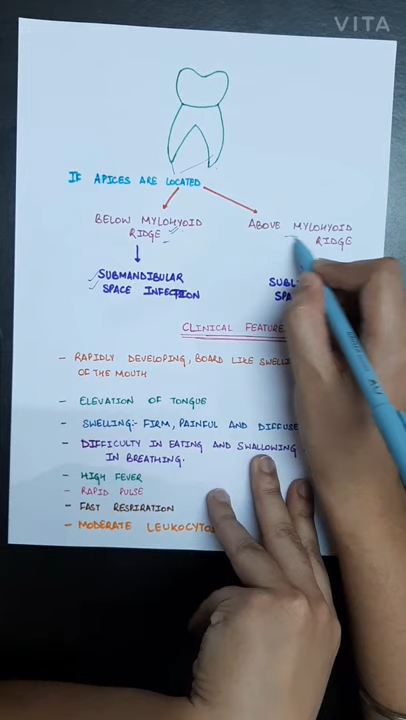 VITA
IF APICES ARE LOCATED
BELOW MYLOHYOID
RIDGE
ABOVE MYLOHYOID
RIDGE
SUBMANDIBULAR
SPACE INFECTION
CLINICAL FEATURE
- RAPIDLY DEVELOPING, BOARD LIKE
OF THE MOUTH
- ELEVATION OF TONGUE
- SWELLING:- FIRM, PAINFUL AND DIFFUSE
- DIFFICULTY IN EATING AND SWALLOWING
IN BREATHING.
- HIGH FEVER
- RAPID PULSE
- FAST RESPIRATION
- MODERATE